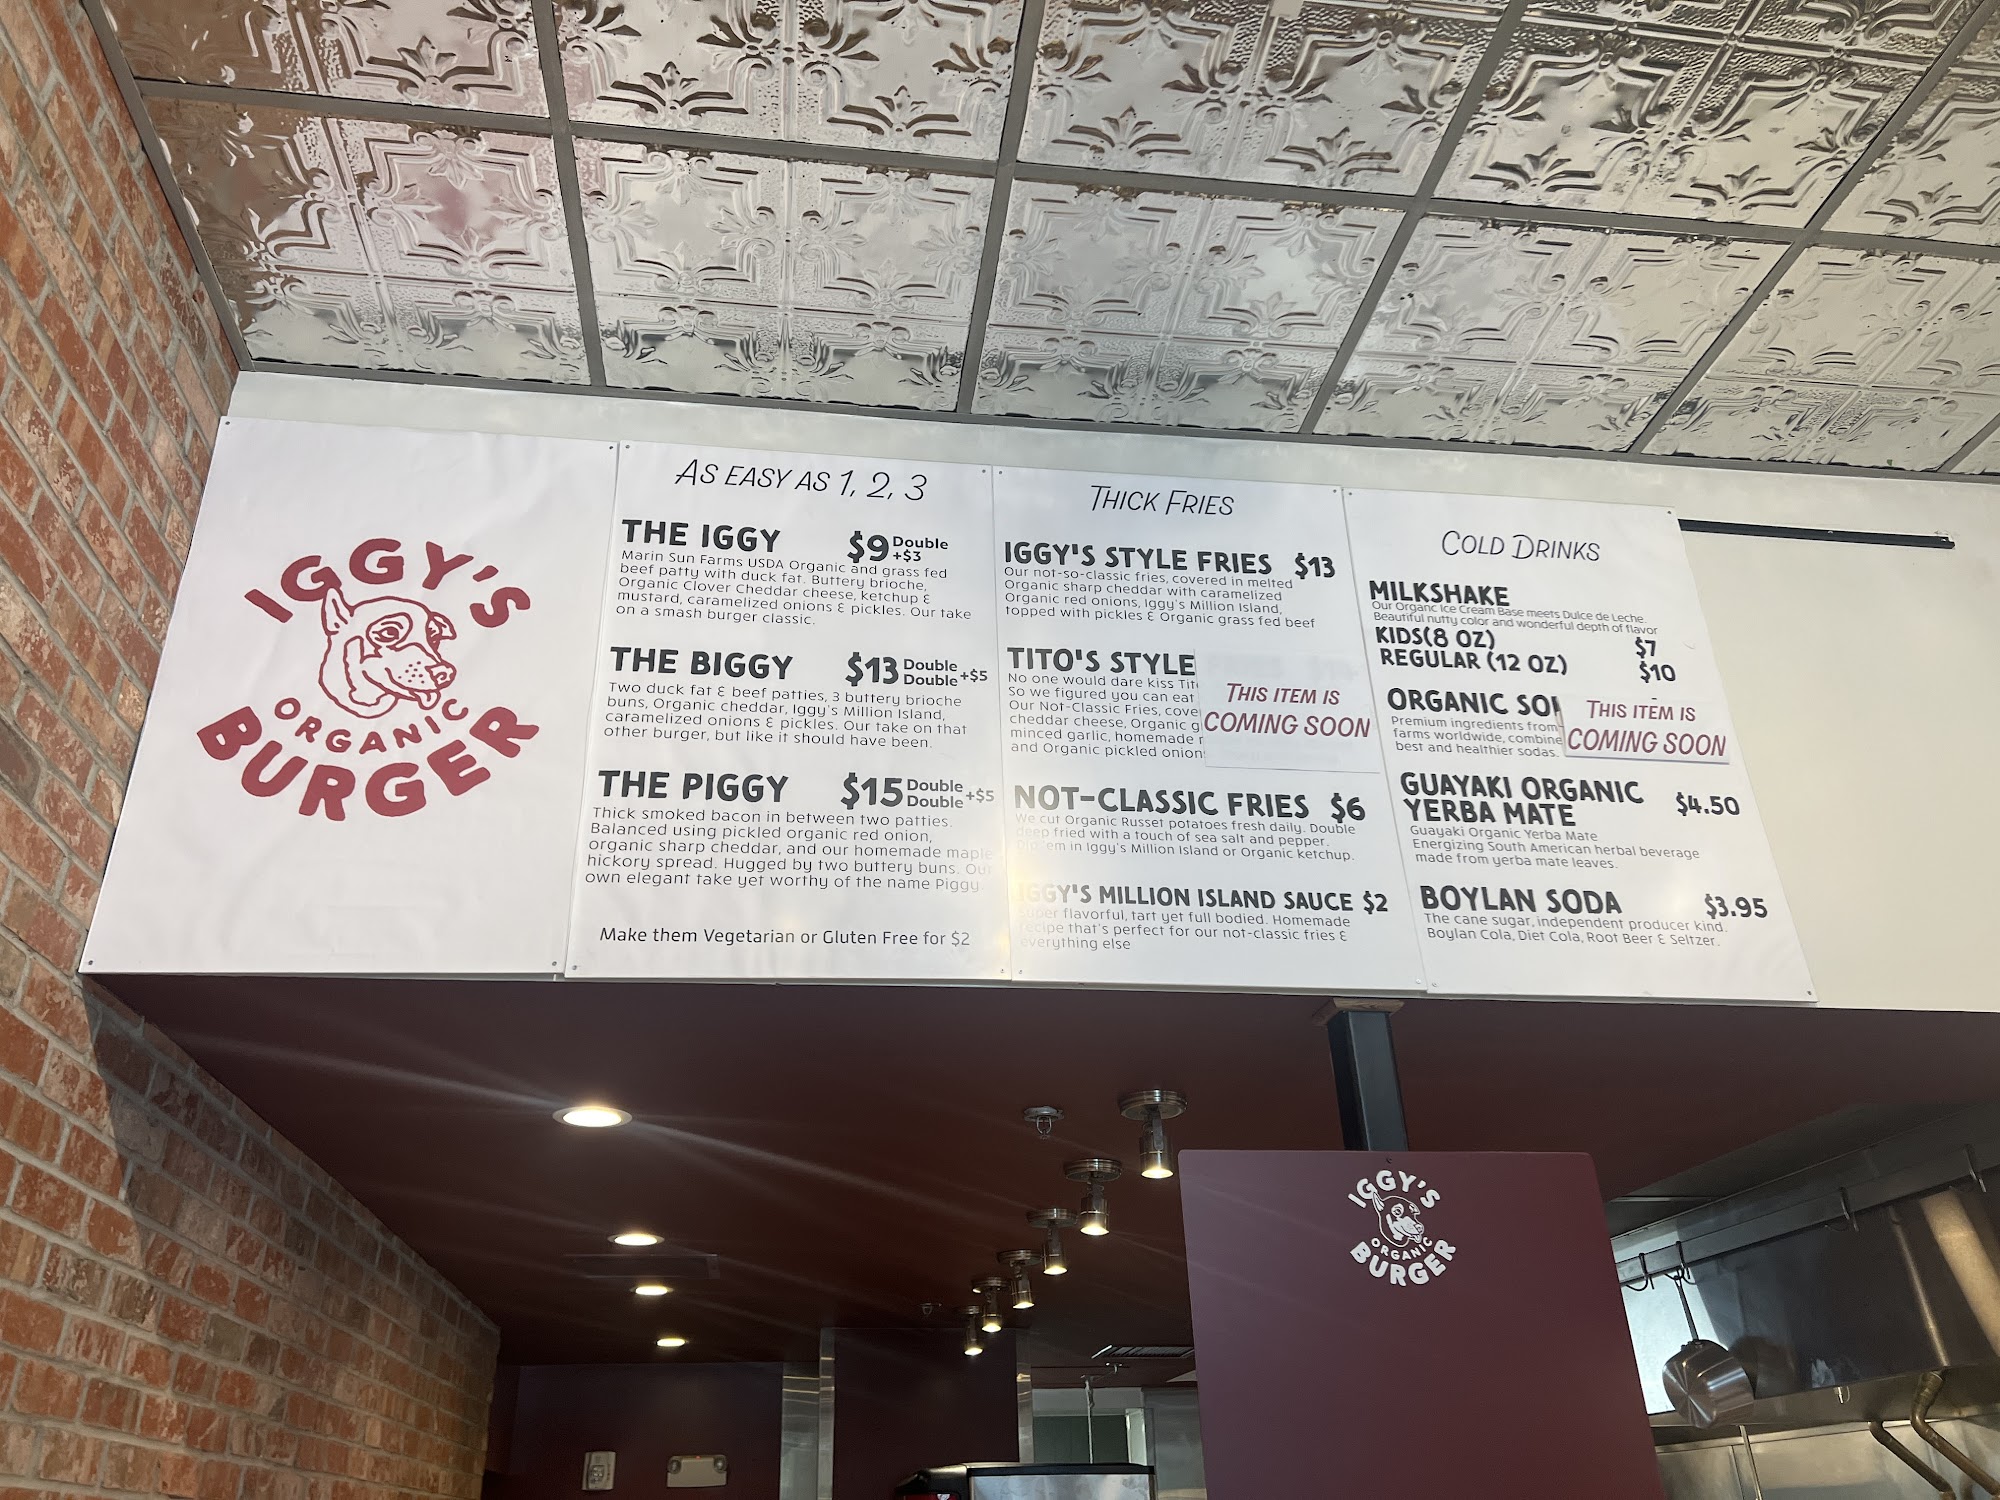 IGGY'S
ORGANIC
BURGER
AS EASY AS 1, 2, 3
THE IGGY $9 Double +$3
Marin Sun Farms USDA Organic and grass fed
beef patty with duck fat. Buttery brioche,
Organic Clover Cheddar cheese, ketchup &
mustard, caramelized onions & pickles. Our take
on a smash burger classic.
THE BIGGY $13 Double Double +$5
Two duck fat & beef patties, 3 buttery brioche
buns, Organic cheddar, Iggy's Million Island,
caramelized onions & pickles. Our take on that
other burger, but like it should have been.
THE PIGGY $15 Double Double +$5
Thick smoked bacon in between two patties.
Balanced using pickled organic red onion,
organic sharp cheddar, and our homemade maple
hickory spread. Hugged by two buttery buns. Our
own elegant take yet worthy of the name Piggy
Make them Vegetarian or Gluten Free for $2
THICK FRIES
IGGY'S STYLE FRIES $13
Our not-so-classic fries, covered in melted
Organic sharp cheddar with caramelized
Organic red onions, Iggy's Million Island,
topped with pickles & Organic grass fed beef
TITO'S STYLE
No one would dare kiss Tit
So we figured you can eat
Our Not-Classic Fries, cove
cheddar cheese, Organic g
minced garlic, homemade r
and Organic pickled onion
THIS ITEM IS
COMING SOON
NOT-CLASSIC FRIES $6
We cut Organic Russet potatoes fresh daily. Double
deep fried with a touch of sea salt and pepper.
Dip 'em in Iggy's Million Island or Organic ketchup.
IGGY'S MILLION ISLAND SAUCE $2
Super flavorful, tart yet full bodied. Homemade
recipe that's perfect for our not-classic fries &
everything else
COLD DRINKS
MILKSHAKE
Our Organc Ice Cream Base meets Dulce de Leche.
Beautiful nutty color and wonderful depth of flavor
KIDS(8 OZ) $7
REGULAR (12 OZ) $10
ORGANIC SO
Premium ingredients from
farms worldwide, combine
best and healthier sodas.
THIS ITEM IS
COMING SOON
GUAYAKI ORGANIC
YERBA MATE $4.50
Guayaki Organic Yerba Mate
Energizing South American herbal beverage
made from yerba mate leaves.
BOYLAN SODA $3.95
The cane sugar, independent producer kind.
Boylan Cola, Diet Cola, Root Beer & Seltzer.
IGGY'S
ORGANIC
BURGER